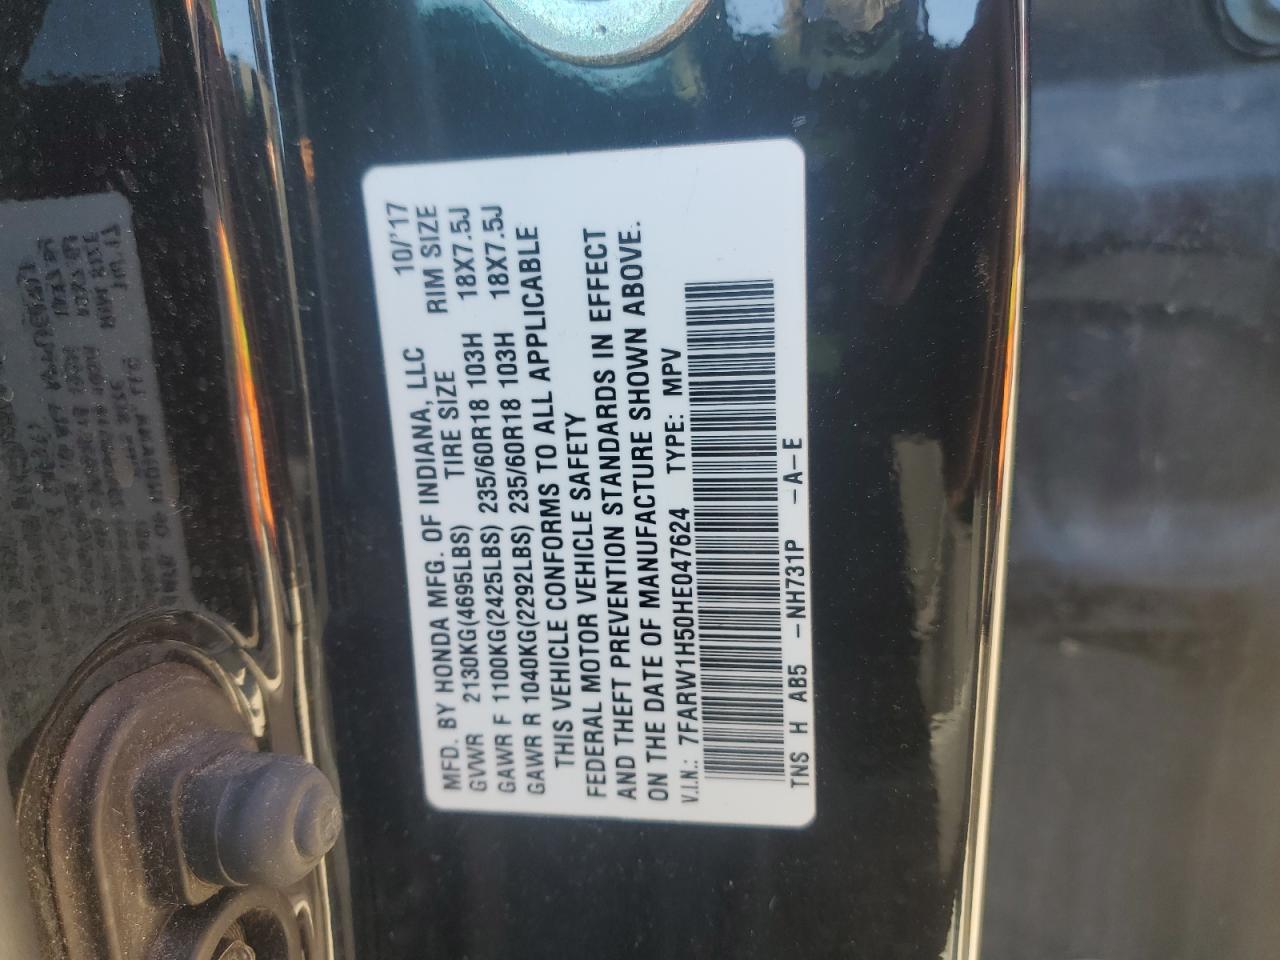 MFD. BY HONDA MFG. OF INDIANA, LLC 10/'17
GVWR 2130KG(4695LBS) TIRE SIZE RIM SIZE
GAWR F 1100KG(2425LBS) 235/60R18 103H 18X7.5J
GAWR R 1040KG(2292LBS) 235/60R18 103H 18X7.5J
THIS VEHICLE CONFORMS TO ALL APPLICABLE
FEDERAL MOTOR VEHICLE SAFETY
AND THEFT PREVENTION STANDARDS IN EFFECT
ON THE DATE OF MANUFACTURE SHOWN ABOVE.
V.I.N.: 7FARW1H50HE047624 TYPE: MPV
TNS H AB5 -NH731P -A-E